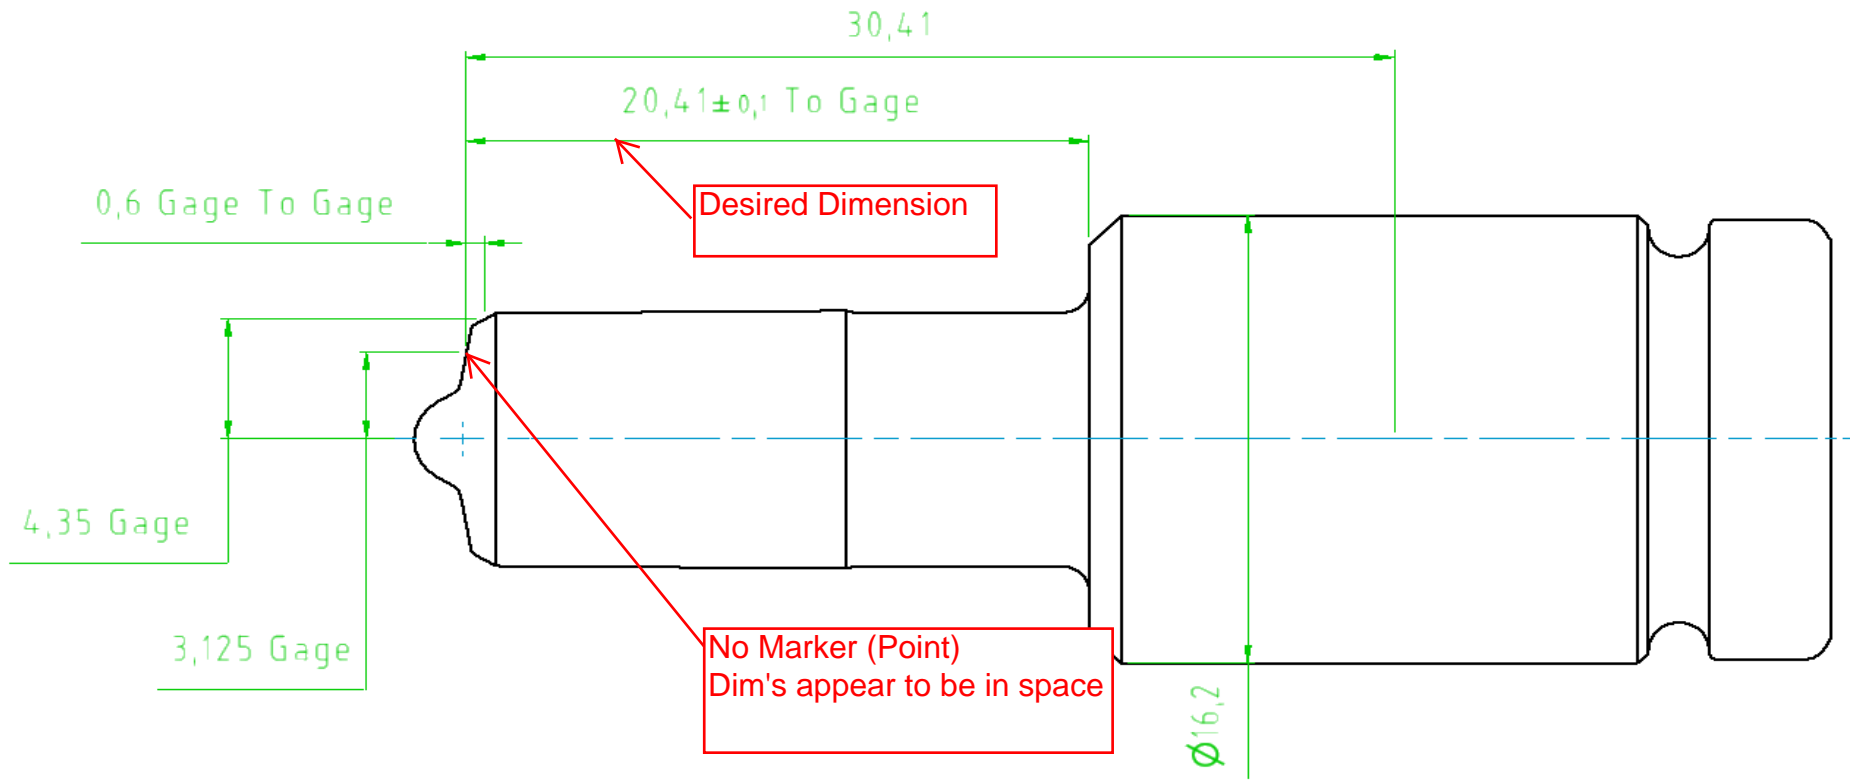 30,41
20,41±0,1 To Gage
Desired Dimension
0,6 Gage To Gage
4,35 Gage
3,125 Gage
No Marker (Point)
Dim's appear to be in space
Ø16,2